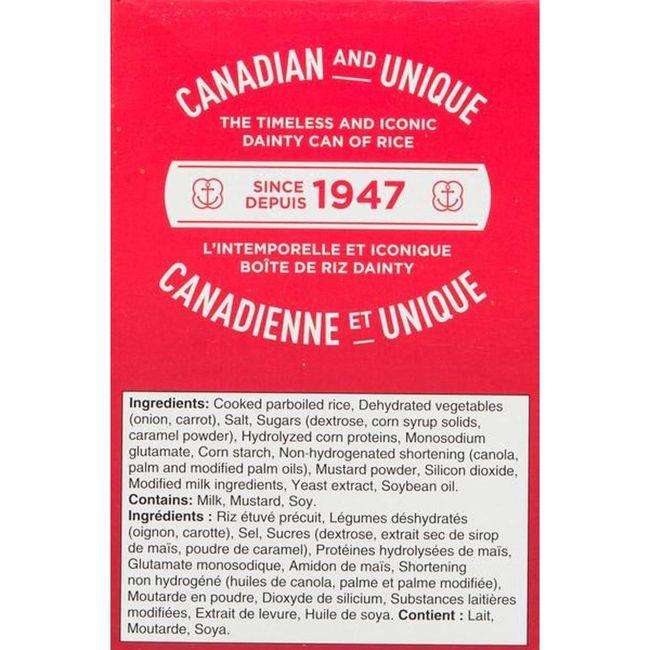 CANADIAN AND UNIQUE
THE TIMELESS AND ICONIC
DAINTY CAN OF RICE
SINCE
DEPUIS 1947
L'INTEMPORELLE ET ICONIQUE
BOÎTE DE RIZ DAINTY
CANADIENNE ET UNIQUE
Ingredients: Cooked parboiled rice, Dehydrated vegetables
(onion, carrot), Salt, Sugars (dextrose, corn syrup solids,
caramel powder), Hydrolyzed corn proteins, Monosodium
glutamate, Corn starch, Non-hydrogenated shortening (canola,
palm and modified palm oils), Mustard powder, Silicon dioxide,
Modified milk ingredients, Yeast extract, Soybean oil.
Contains: Milk, Mustard, Soy.
Ingrédients : Riz étuvé précuit, Légumes déshydratés
(oignon, carotte), Sel, Sucres (dextrose, extrait sec de sirop
de maïs, poudre de caramel), Protéines hydrolysées de maïs,
Glutamate monosodique, Amidon de maïs, Shortening
non hydrogéné (huiles de canola, palme et palme modifiée),
Moutarde en poudre, Dioxyde de silicium, Substances laitières
modifiées, Extrait de levure, Huile de soya. Contient : Lait,
Moutarde, Soya.